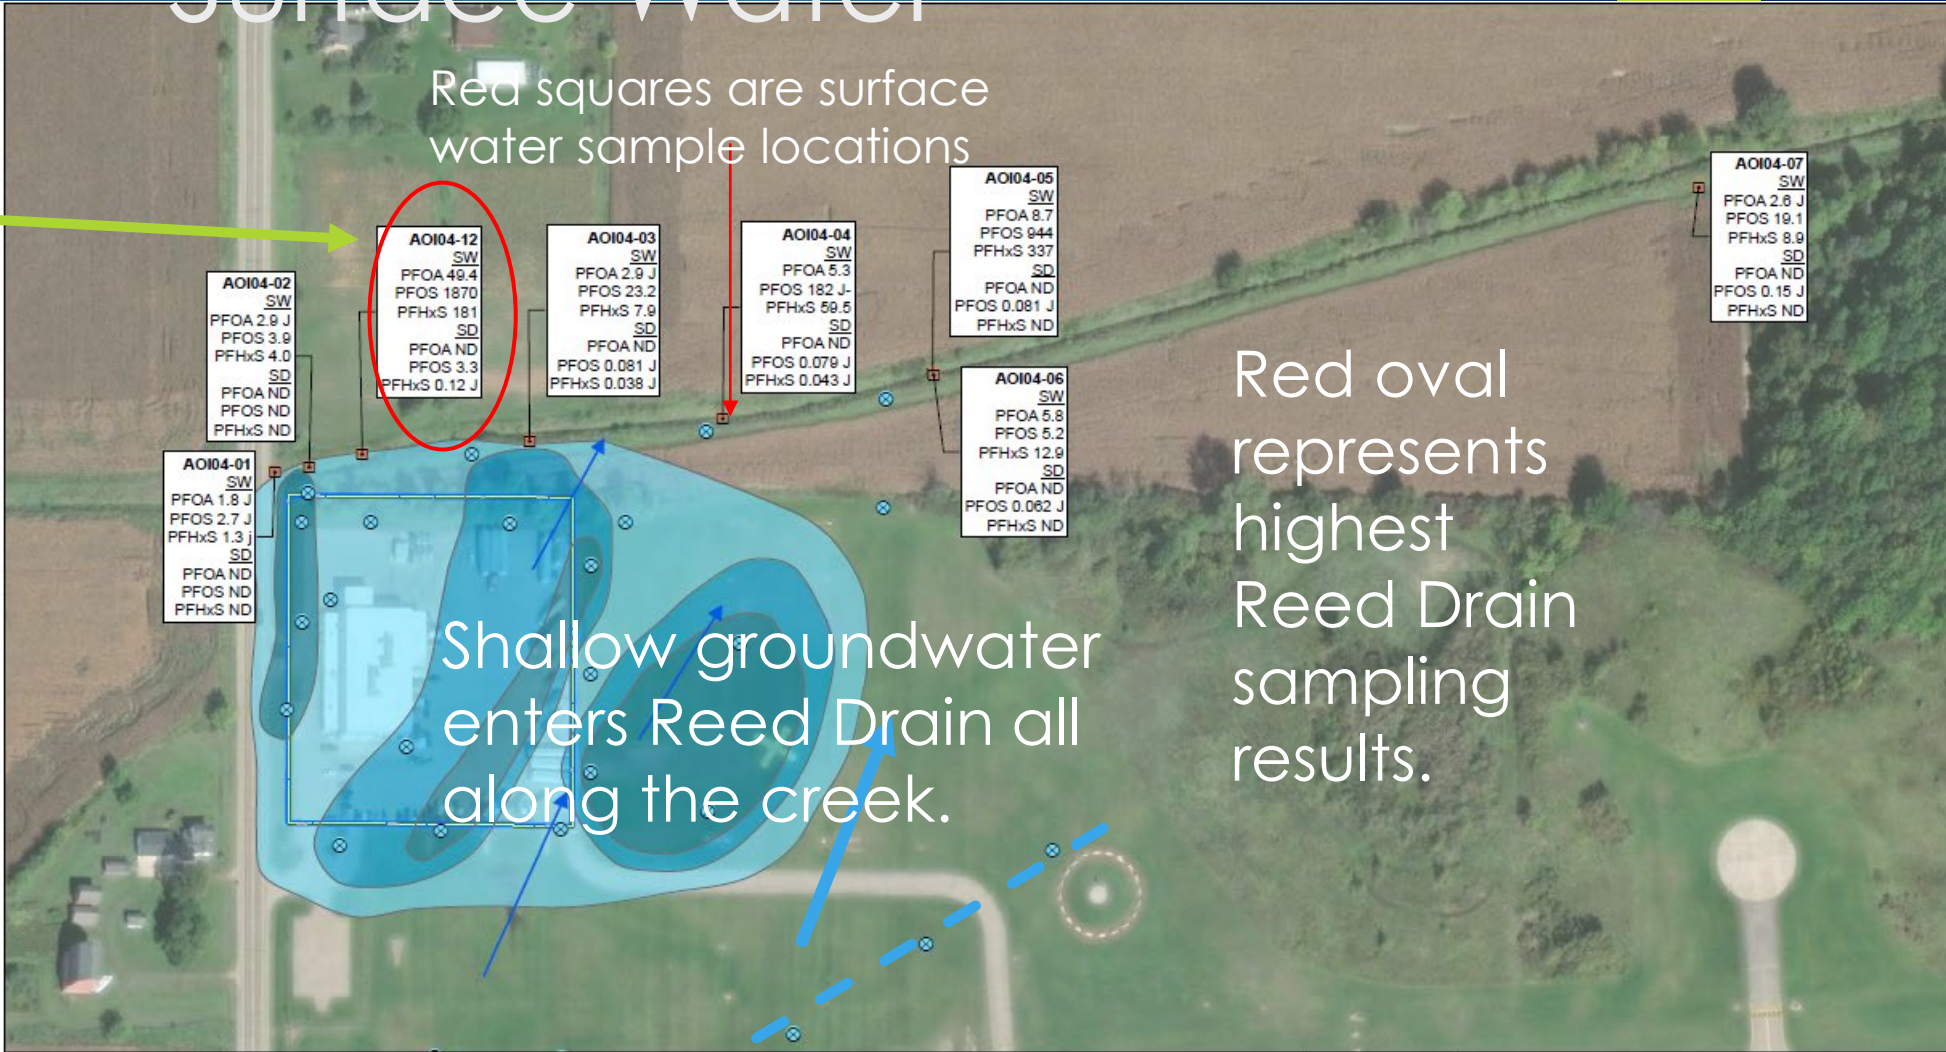 Surface Water
Red squares are surface
water sample locations
AOI04-05
SW
PFOA 8.7
PFOS 944
PFHxS 337
SD
PFOA ND
PFOS 0.081 J
PFHxS ND
AOI04-07
SW
PFOA 2.6 J
PFOS 19.1
PFHxS 8.9
SD
PFOA ND
PFOS 0.15 J
PFHxS ND
AOI04-12
SW
PFOA 49.4
PFOS 1870
PFHxS 181
SD
PFOA ND
PFOS 3.3
PFHxS 0.12 J
AOI04-03
SW
PFOA 2.9 J
PFOS 23.2
PFHxS 7.9
SD
PFOA ND
PFOS 0.081 J
PFHxS 0.038 J
AOI04-04
SW
PFOA 5.3
PFOS 182 J-
PFHxS 59.5
SD
PFOA ND
PFOS 0.079 J
PFHxS 0.043 J
AOI04-02
SW
PFOA 2.9 J
PFOS 3.9
PFHxS 4.0
SD
PFOA ND
PFOS ND
PFHxS ND
AOI04-06
SW
PFOA 5.8
PFOS 5.2
PFHxS 12.9
SD
PFOA ND
PFOS 0.062 J
PFHxS ND
AOI04-01
SW
PFOA 1.8 J
PFOS 2.7 J
PFHxS 1.3 j
SD
PFOA ND
PFOS ND
PFHxS ND
Red oval
represents
highest
Reed Drain
sampling
results.
Shallow groundwater
enters Reed Drain all
along the creek.